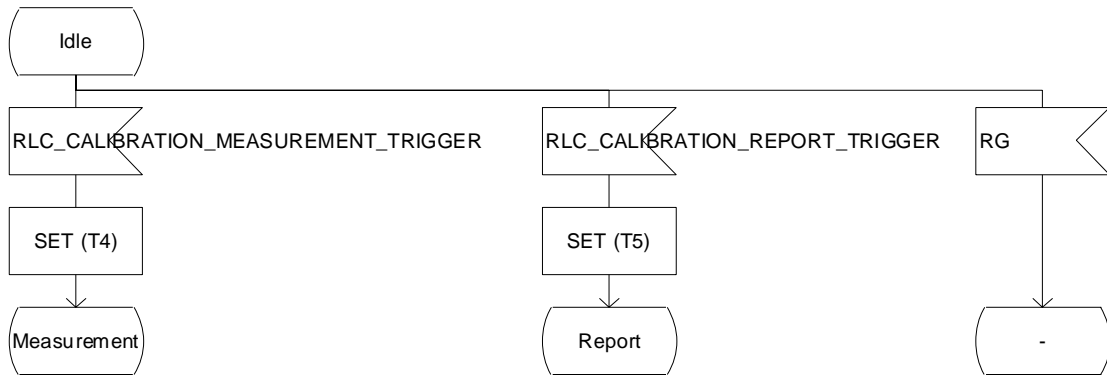 Idle
RLC_CALIBRATION_MEASUREMENT_TRIGGER
RLC_CALIBRATION_REPORT_TRIGGER
RG
SET (T4)
SET (T5)
Measurement
Report
-